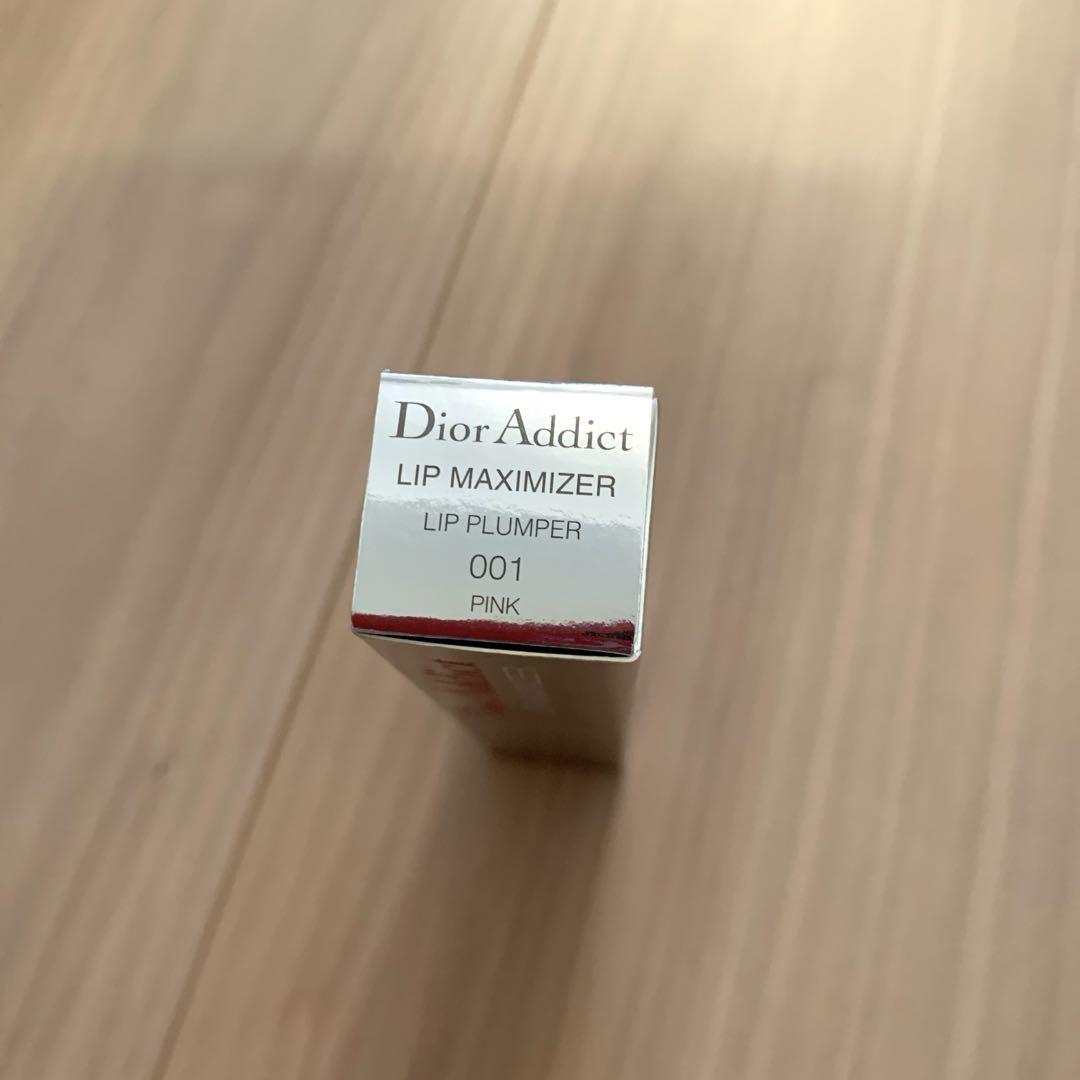 Dior Addict
LIP MAXIMIZER
LIP PLUMPER
001
PINK